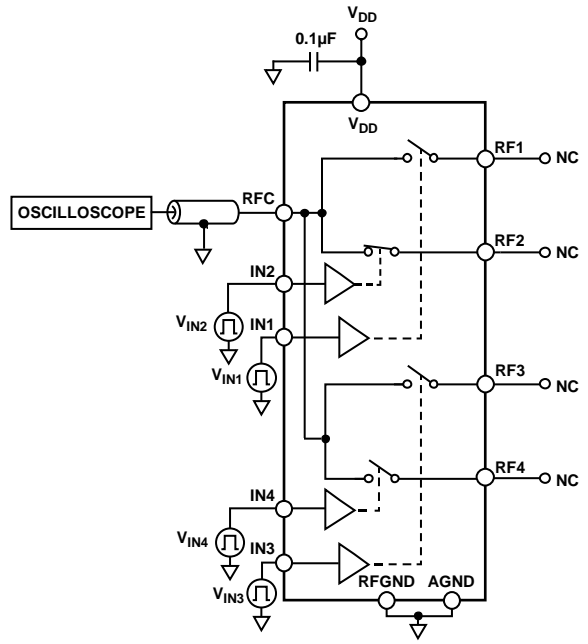 VDD
0.1µF
VDD
RF1
NC
OSCILLOSCOPE
RFC
RF2
NC
IN2
VIN2
IN1
VIN1
RF3
NC
RF4
NC
IN4
VIN4
IN3
VIN3
RFGND AGND